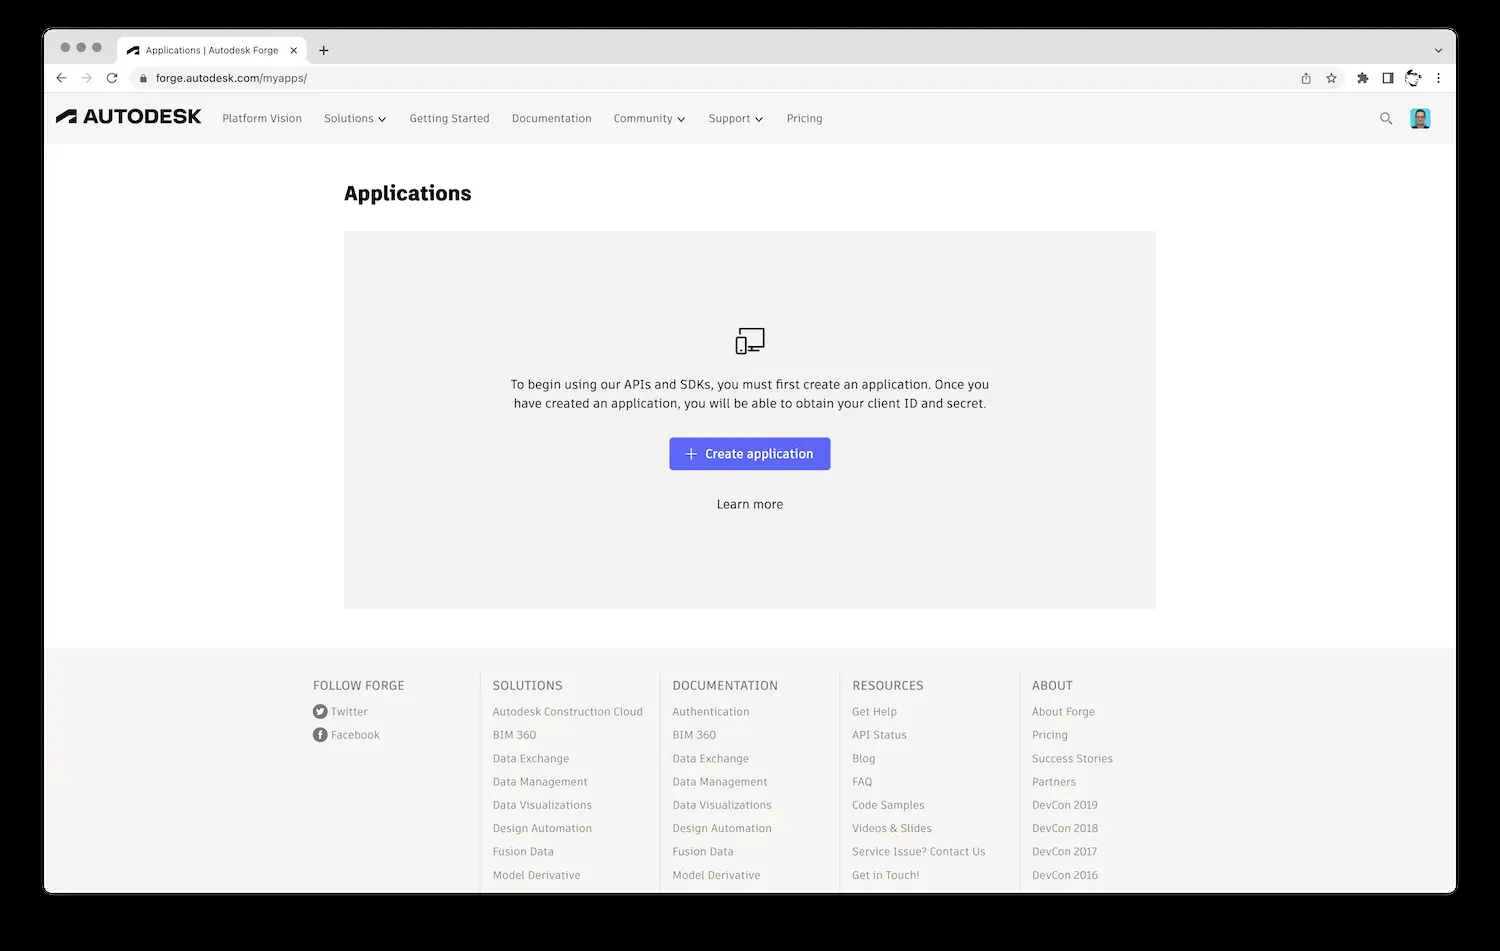 Applications | Autodesk Forge
forge.autodesk.com/myapps/
AUTODESK Platform Vision Solutions Getting Started Documentation Community Support Pricing
Applications
To begin using our APIs and SDKs, you must first create an application. Once you
have created an application, you will be able to obtain your client ID and secret.
+ Create application
Learn more
FOLLOW FORGE
Twitter
Facebook
SOLUTIONS
Autodesk Construction Cloud
BIM 360
Data Exchange
Data Management
Data Visualizations
Design Automation
Fusion Data
Model Derivative
DOCUMENTATION
Authentication
BIM 360
Data Exchange
Data Management
Data Visualizations
Design Automation
Fusion Data
Model Derivative
RESOURCES
Get Help
API Status
Blog
FAQ
Code Samples
Videos & Slides
Service Issue? Contact Us
Get in Touch!
ABOUT
About Forge
Pricing
Success Stories
Partners
DevCon 2019
DevCon 2018
DevCon 2017
DevCon 2016